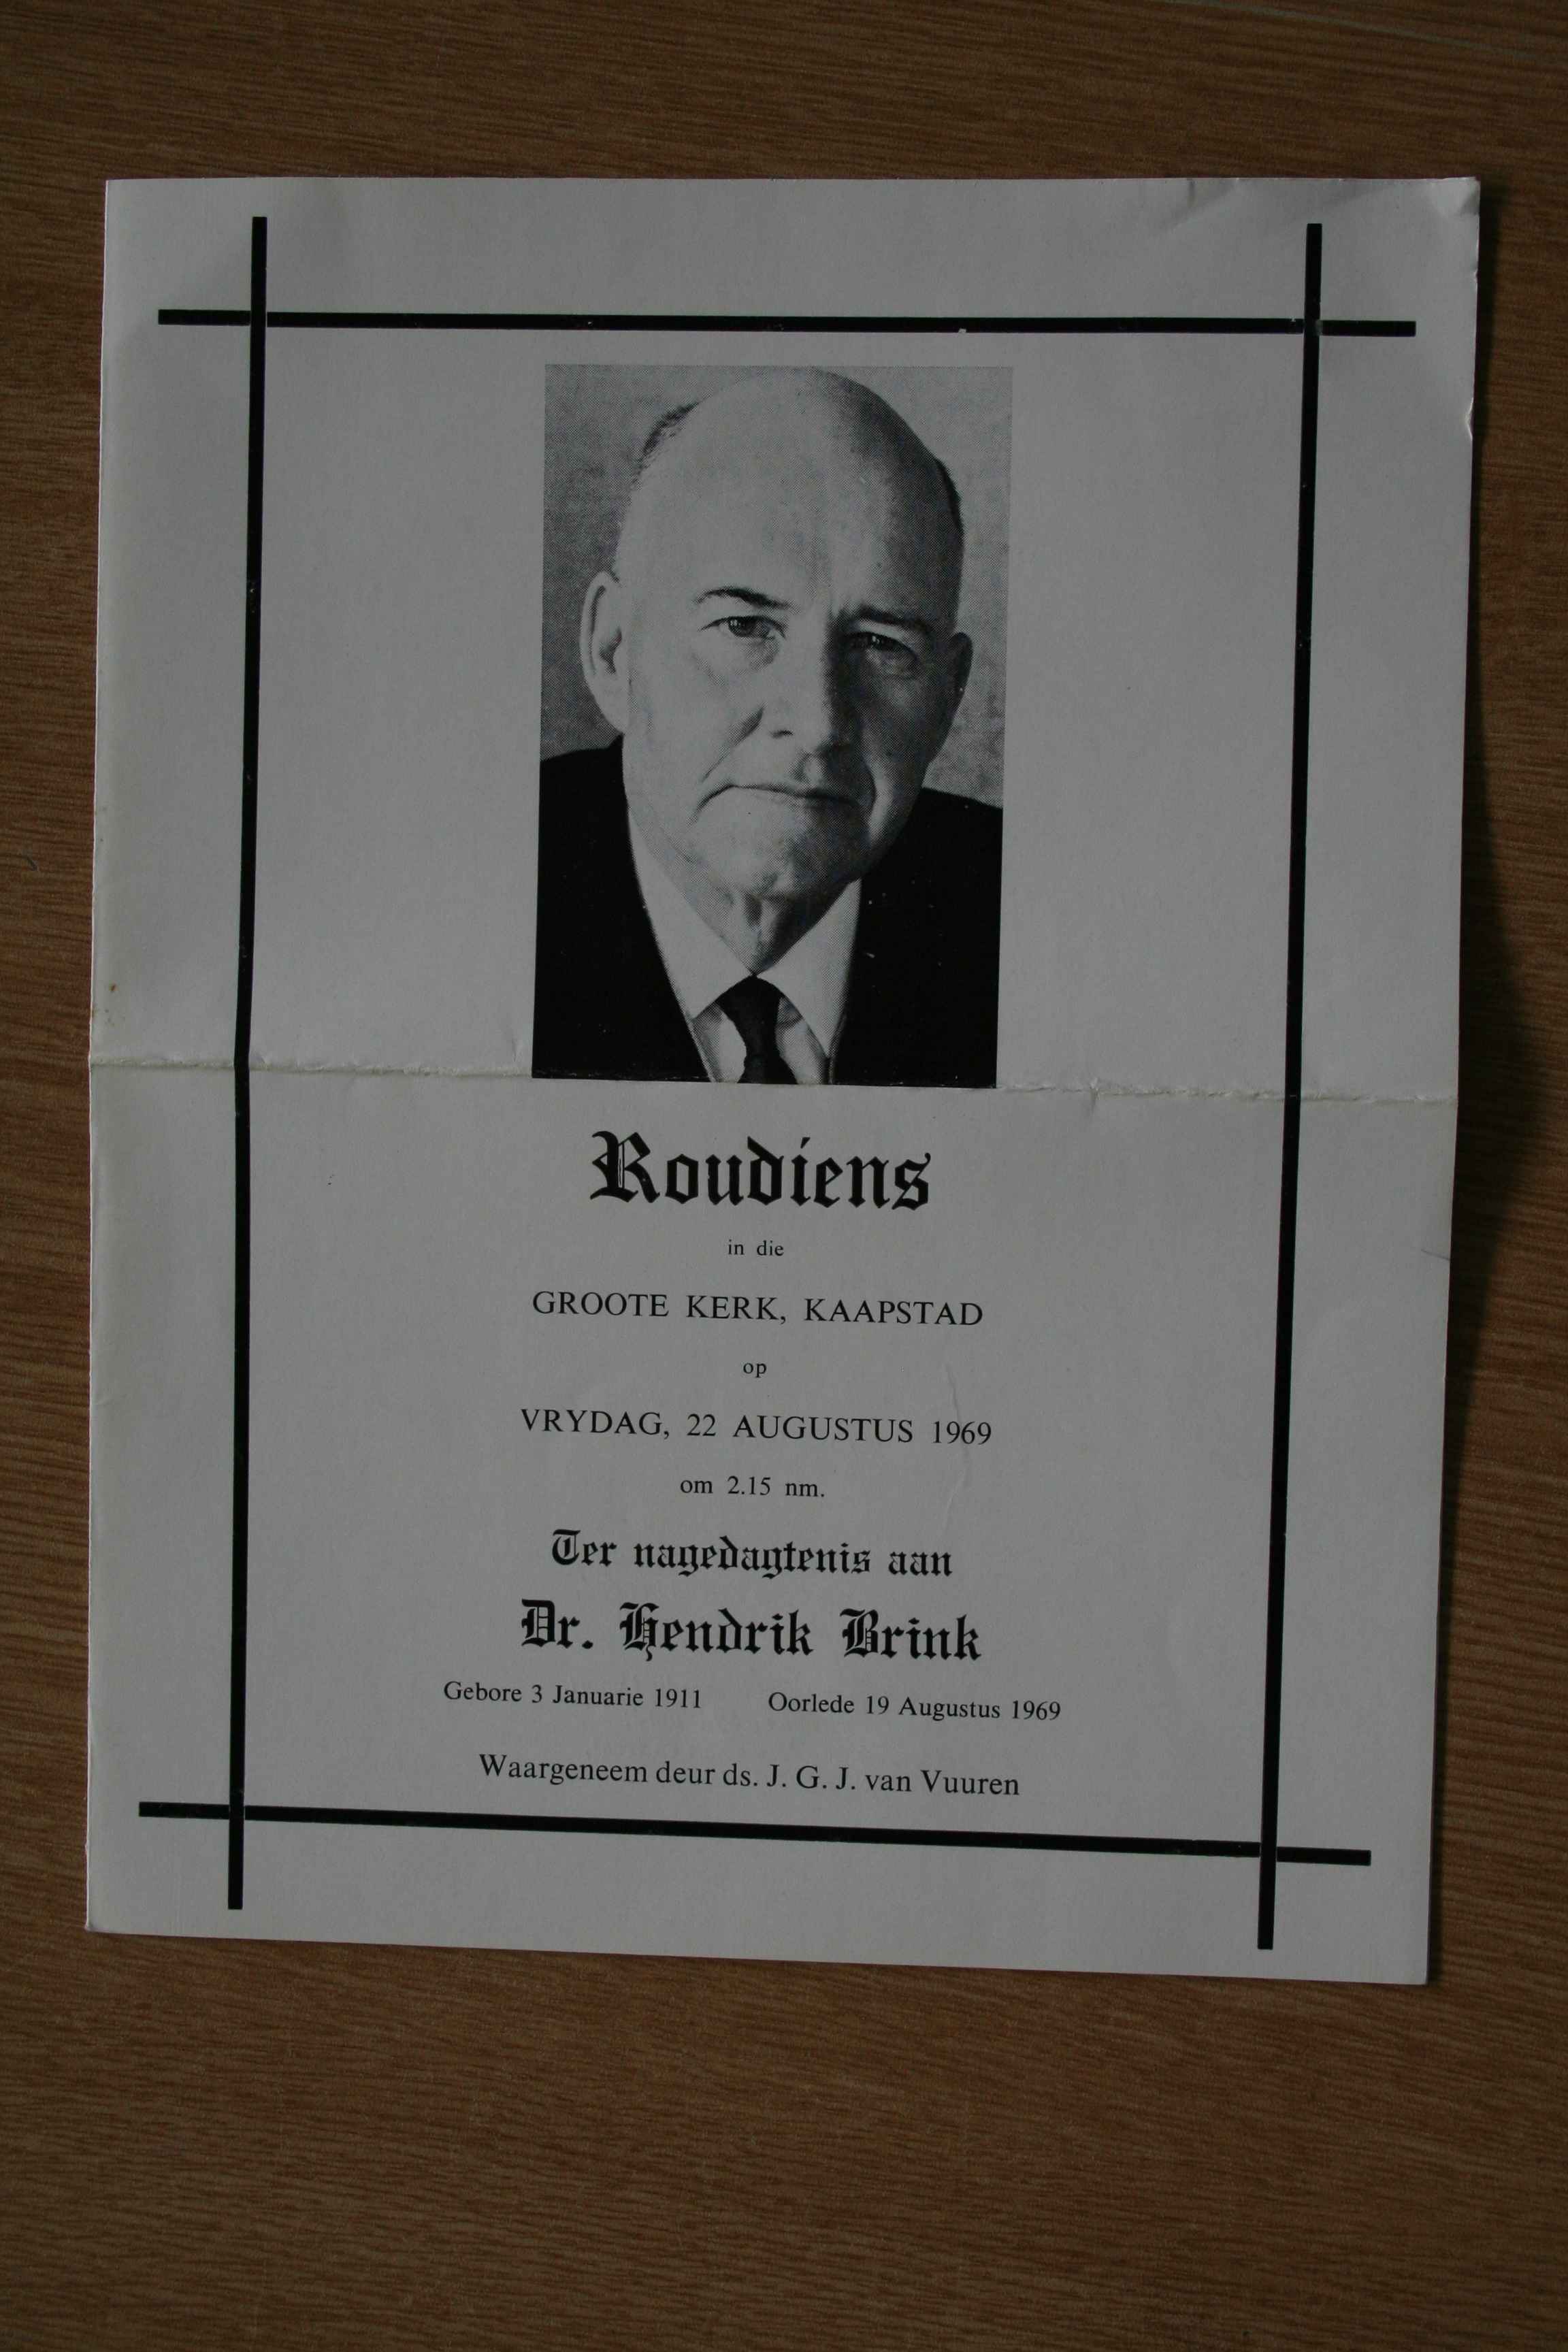 Roudiens
in die
GROOTE KERK, KAAPSTAD
op
VRYDAG, 22 AUGUSTUS 1969
om 2.15 nm.
Ter nagedagtenis aan
Dr. Hendrik Brink
Gebore 3 Januarie 1911 Oorlede 19 Augustus 1969
Waargeneem deur ds. J. G. J. van Vuuren